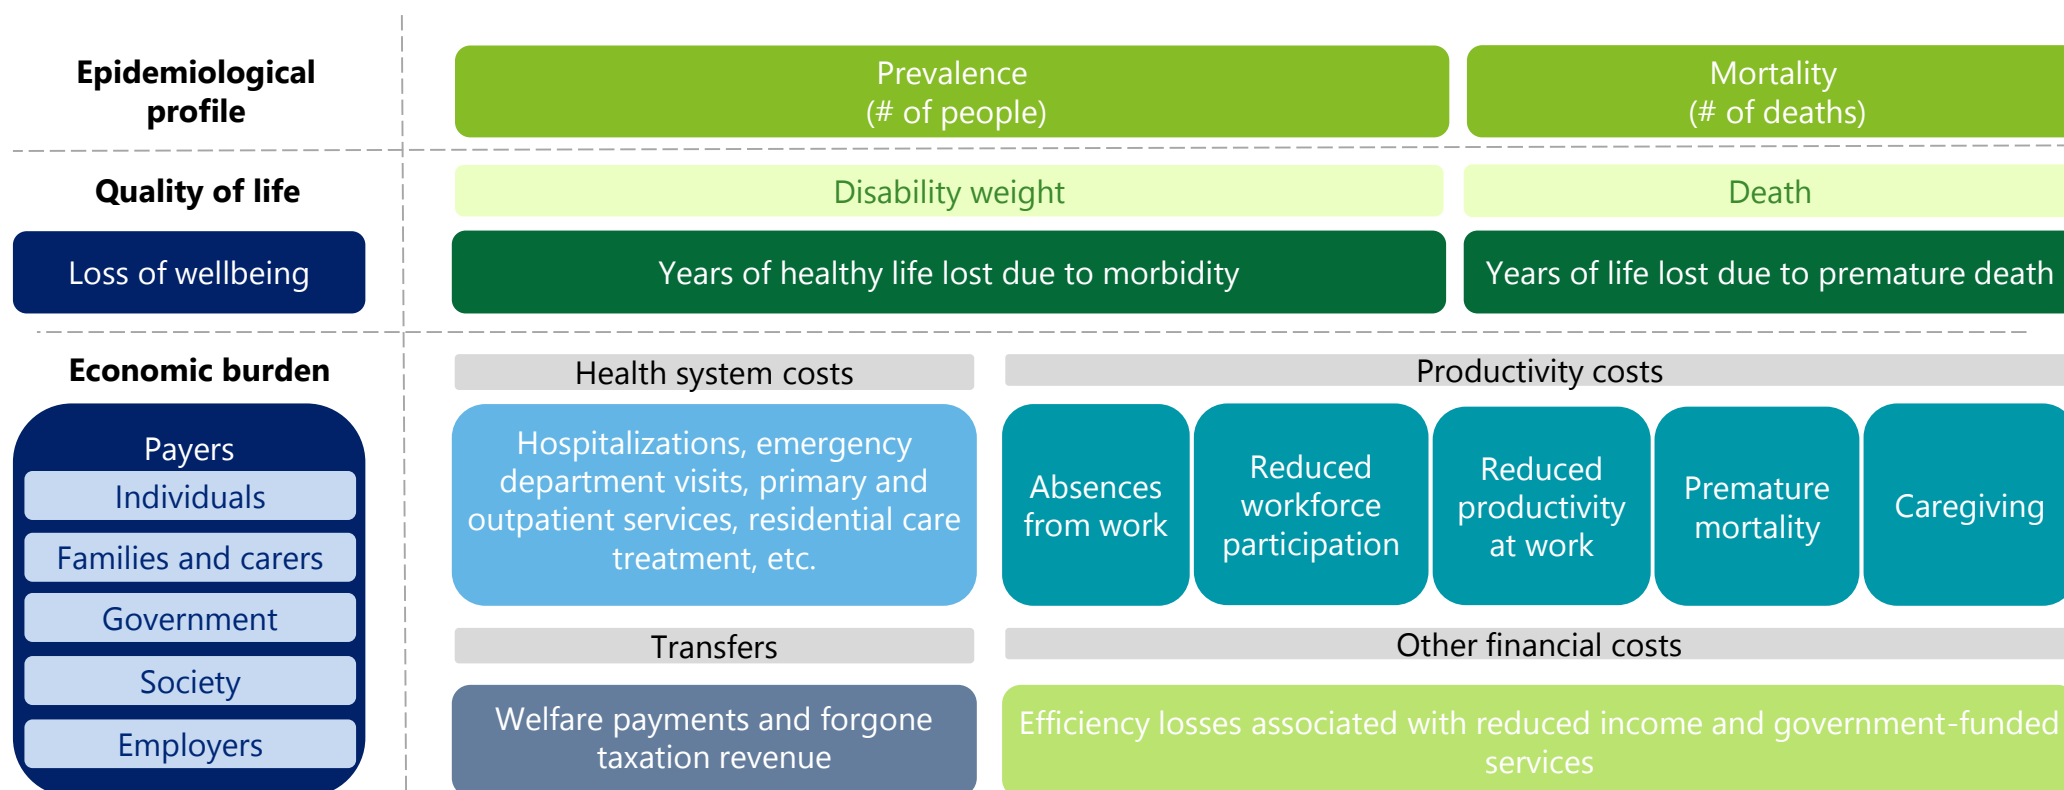 Epidemiological
profile
Prevalence
(# of people)
Mortality
(# of deaths)
Quality of life
Disability weight
Death
Loss of wellbeing
Years of healthy life lost due to morbidity
Years of life lost due to premature death
Economic burden
Health system costs
Productivity costs
Payers
Individuals
Families and carers
Government
Society
Employers
Hospitalizations, emergency
department visits, primary and
outpatient services, residential care
treatment, etc.
Absences
from work
Reduced
workforce
participation
Reduced
productivity
at work
Premature
mortality
Caregiving
Transfers
Other financial costs
Welfare payments and forgone
taxation revenue
Efficiency losses associated with reduced income and government-funded
services